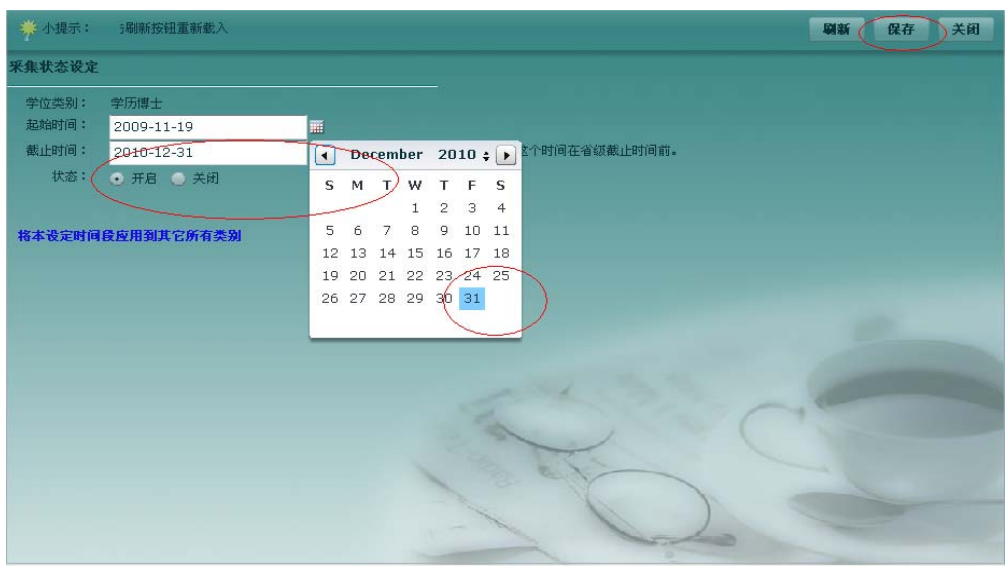 小提示： 刷新按钮重新载入
刷新 保存 关闭
采集状态设定
学位类别： 学历博士
起始时间： 2009-11-19
截止时间： 2010-12-31 个时间在省级截止时间前。
状态： 开启 关闭
将本设定时间段应用到其它所有类别
December 2010
S M T W T F S
1 2 3 4
5 6 7 8 9 10 11
12 13 14 15 16 17 18
19 20 21 22 23 24 25
26 27 28 29 30 31